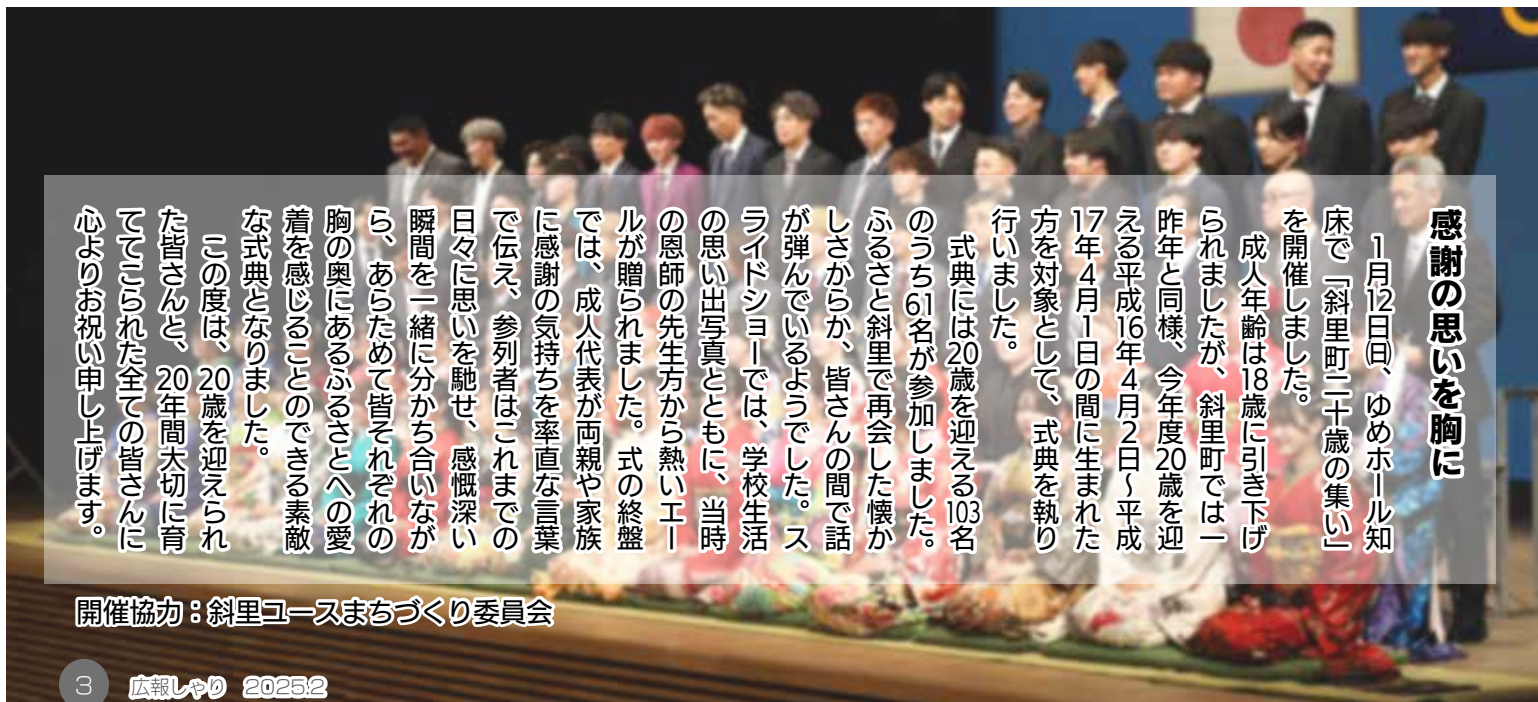 感謝の思いを胸に
１月12日㈰、ゆめホール知
床で「斜里町二十歳の集い」
を開催しました。
成人年齢は18歳に引き下げ
られましたが、斜里町では一
昨年と同様、今年度20歳を迎
える平成16年４月２日～平成
17年４月１日の間に生まれた
方を対象として、式典を執り
行いました。
式典には20歳を迎える103名
のうち61名が参加しました。
ふるさと斜里で再会した懐か
しさからか、皆さんの間で話
が弾んでいるようでした。ス
ライドショーでは、学校生活
の思い出写真とともに、当時
の恩師の先生方から熱いエー
ルが贈られました。式の終盤
では、成人代表が両親や家族
に感謝の気持ちを率直な言葉
で伝え、参列者はこれまでの
日々に思いを馳せ、感慨深い
瞬間を一緒に分かち合いなが
ら、あらためて皆それぞれの
胸の奥にあるふるさとへの愛
着を感じることのできる素敵
な式典となりました。
この度は、20歳を迎えられ
た皆さんと、20年間大切に育
ててこられた全ての皆さんに
心よりお祝い申し上げます。
開催協力：斜里ユースまちづくり委員会
3 広報しゃり 2025.2